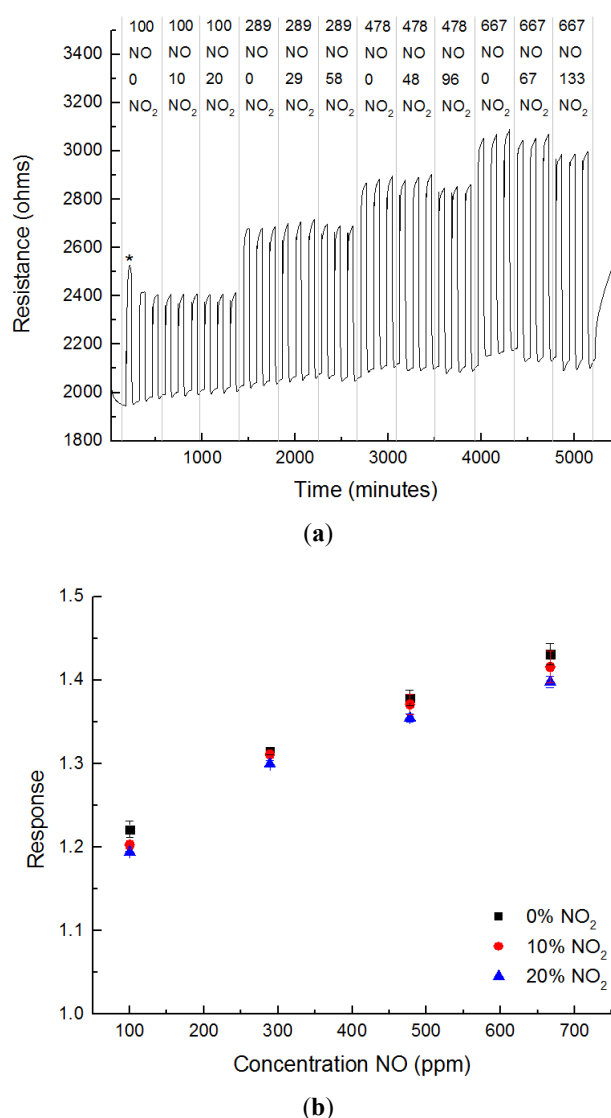 100 100 100 289 289 289 478 478 478 667 667 667
NO NO NO NO NO NO NO NO NO NO NO NO
0 10 20 0 29 58 0 48 96 0 67 133
NO2 NO2 NO2 NO2 NO2 NO2 NO2 NO2 NO2 NO2 NO2 NO2
3400
3200
3000
2800
2600
*
2400
2200
2000
1800
Resistance (ohms)
1000 2000 3000 4000 5000
Time (minutes)
(a)
1.5
1.4
1.3
1.2
1.1
1.0
Response
0% NO2
10% NO2
20% NO2
100 200 300 400 500 600 700
Concentration NO (ppm)
(b)